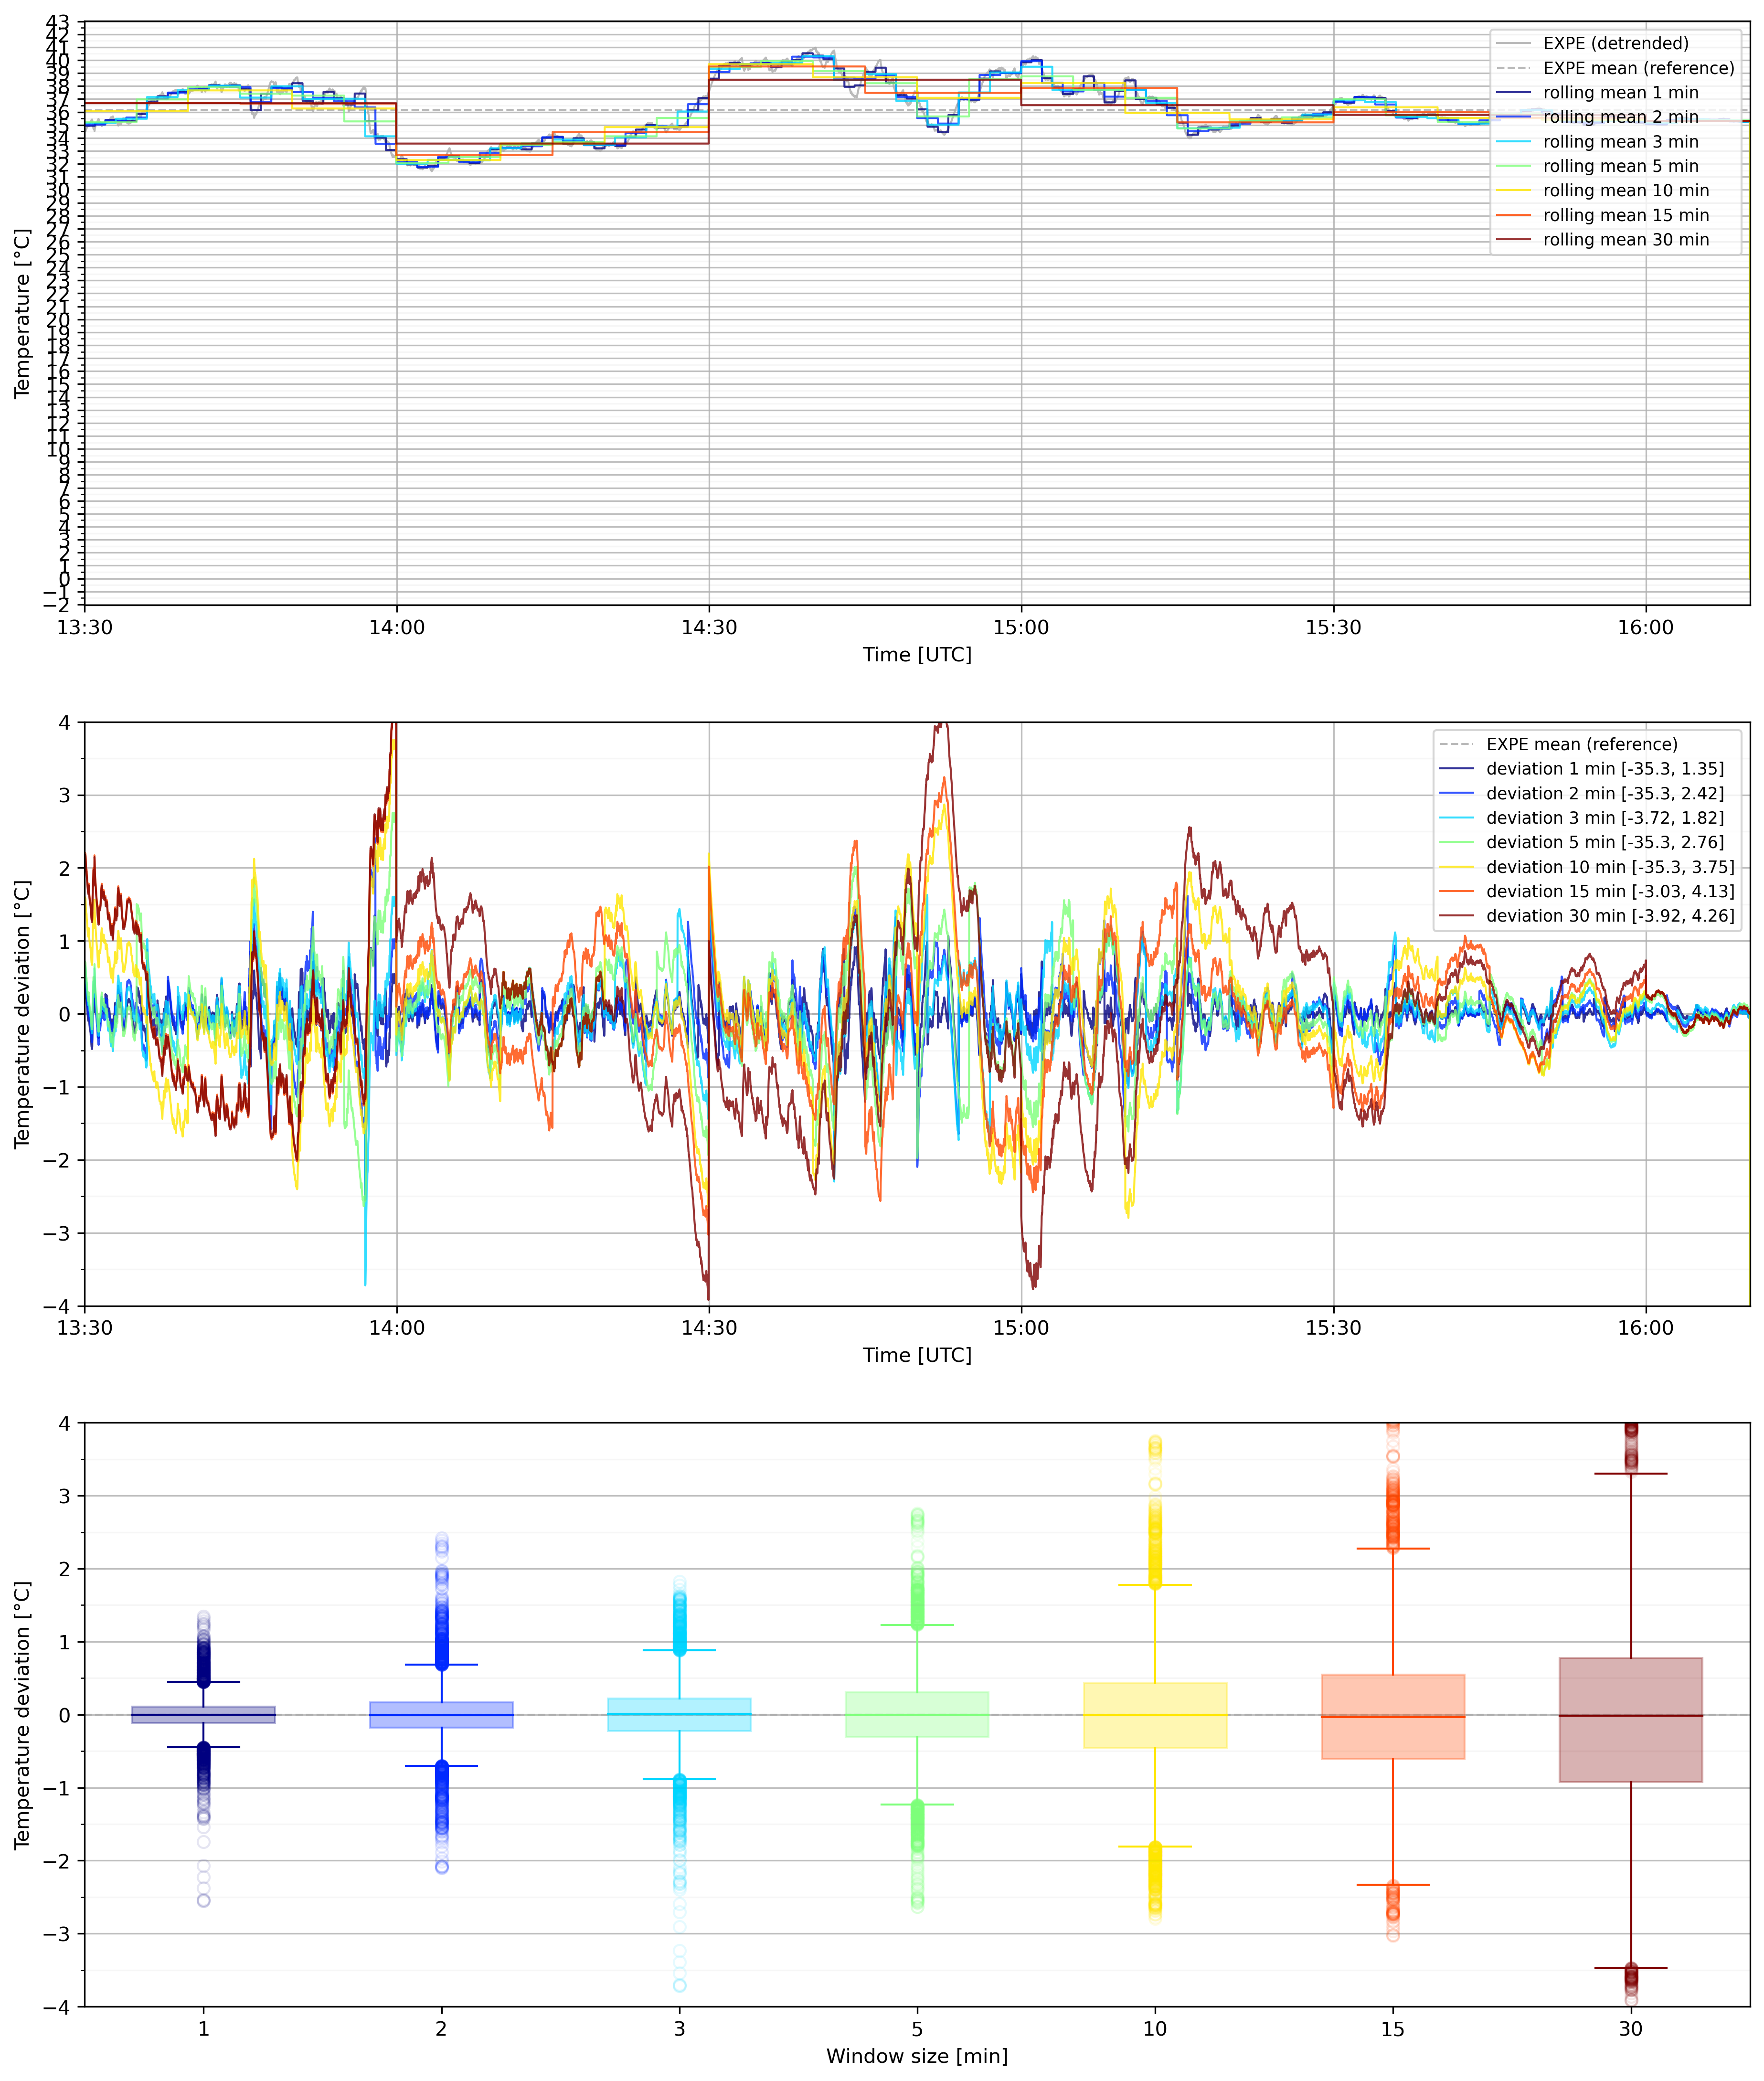 43
42
41
40
39
38
37
36
35
34
33
32
31
30
29
28
27
26
25
24
23
22
21
20
19
18
17
16
15
14
13
12
11
10
9
8
7
6
5
4
3
2
1
0
−1
−2
Temperature [°C]
EXPE (detrended)
EXPE mean (reference)
rolling mean 1 min
rolling mean 2 min
rolling mean 3 min
rolling mean 5 min
rolling mean 10 min
rolling mean 15 min
rolling mean 30 min
13:30 14:00 14:30 15:00 15:30 16:00
Time [UTC]
4
3
2
1
0
−1
−2
−3
−4
Temperature deviation [°C]
EXPE mean (reference)
deviation 1 min [-35.3, 1.35]
deviation 2 min [-35.3, 2.42]
deviation 3 min [-3.72, 1.82]
deviation 5 min [-35.3, 2.76]
deviation 10 min [-35.3, 3.75]
deviation 15 min [-3.03, 4.13]
deviation 30 min [-3.92, 4.26]
13:30 14:00 14:30 15:00 15:30 16:00
Time [UTC]
4
3
2
1
0
−1
−2
−3
−4
Temperature deviation [°C]
1 2 3 5 10 15 30
Window size [min]